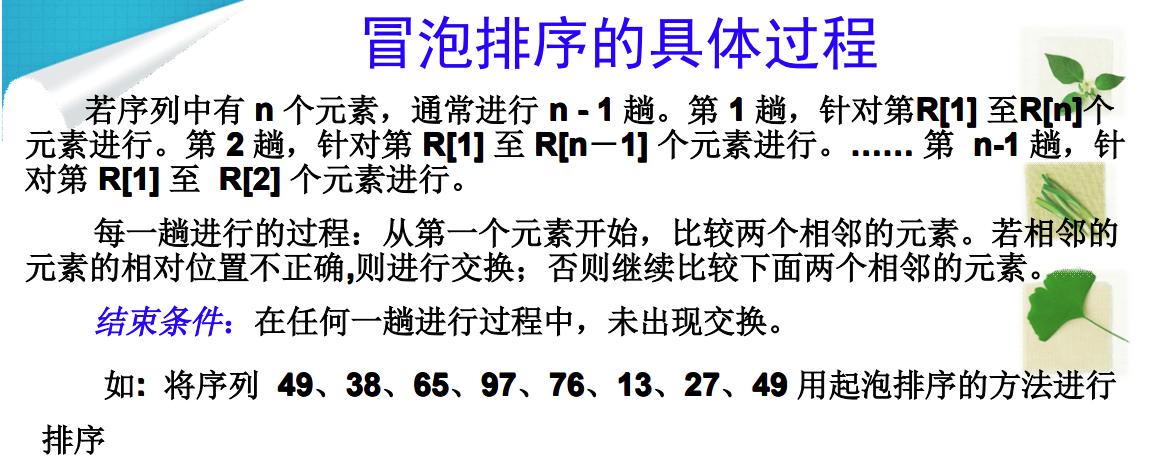 冒泡排序的具体过程
若序列中有 n 个元素，通常进行 n - 1 趟。第 1 趟，针对第R[1] 至R[n]个
元素进行。第 2 趟，针对第 R[1] 至 R[n－1] 个元素进行。…… 第 n-1 趟，针
对第 R[1] 至 R[2] 个元素进行。
每一趟进行的过程：从第一个元素开始，比较两个相邻的元素。若相邻的
元素的相对位置不正确,则进行交换；否则继续比较下面两个相邻的元素。
结束条件：在任何一趟进行过程中，未出现交换。
如: 将序列 49、38、65、97、76、13、27、49 用起泡排序的方法进行
排序